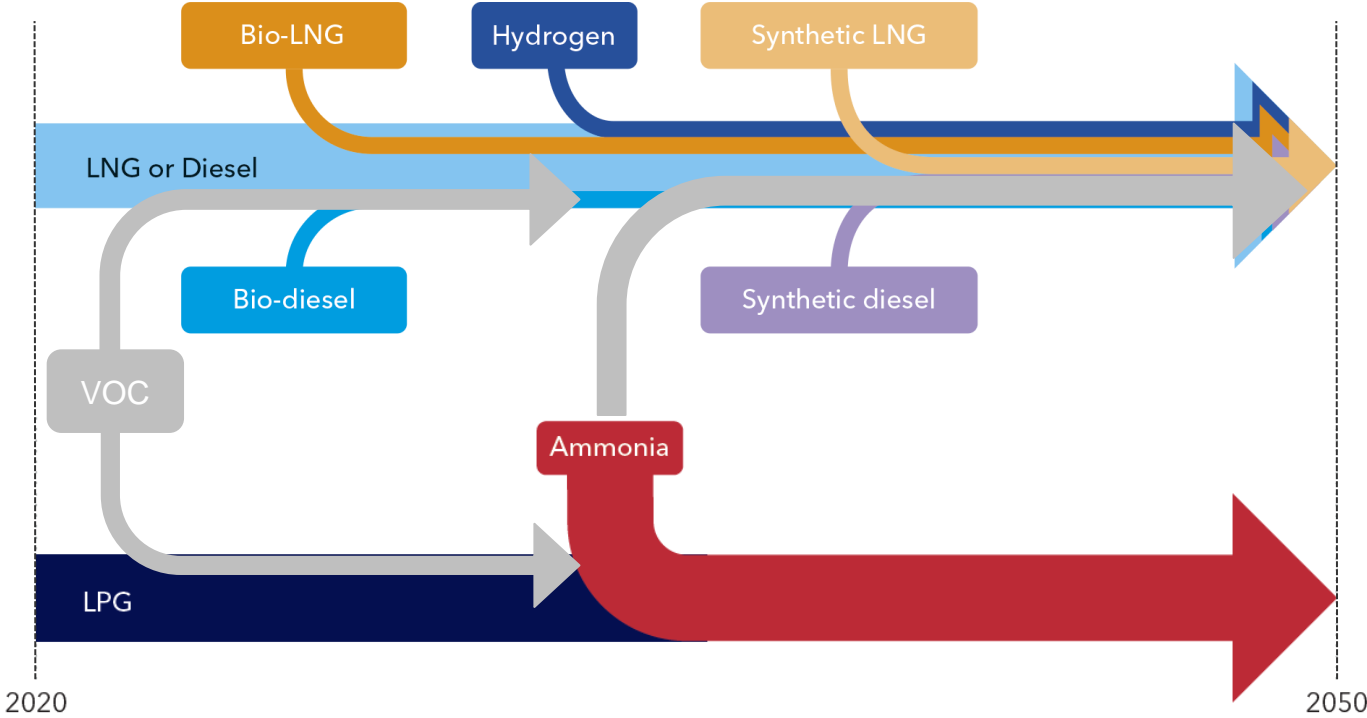 Bio-LNG
Hydrogen
Synthetic LNG
LNG or Diesel
Bio-diesel
Synthetic diesel
VOC
Ammonia
LPG
2020
2050